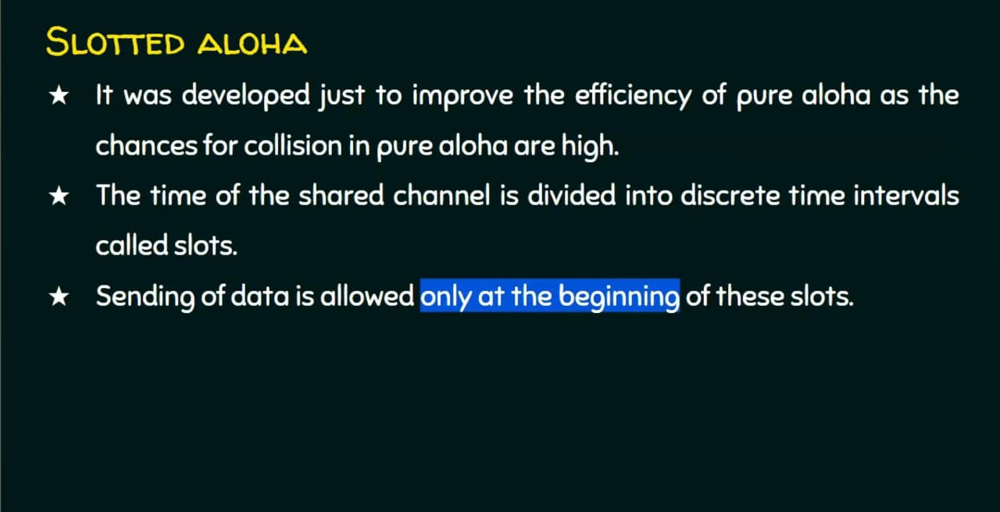 SLOTTED ALOHA
★ It was developed just to improve the efficiency of pure aloha as the
chances for collision in pure aloha are high.
★ The time of the shared channel is divided into discrete time intervals
called slots.
★ Sending of data is allowed only at the beginning of these slots.